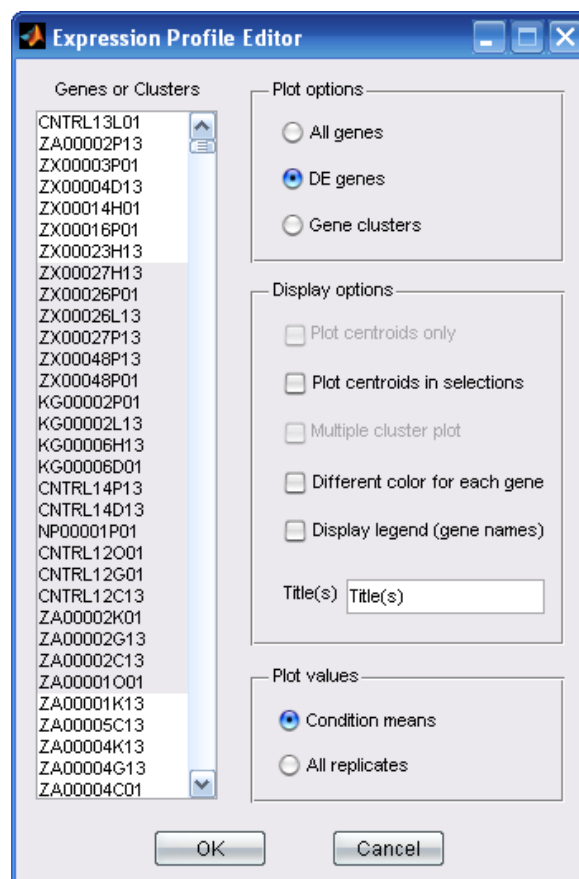 Expression Profile Editor
Genes or Clusters
CNTRL13L01
ZA00002P13
ZX00003P01
ZX00004D13
ZX00014H01
ZX00016P01
ZX00023H13
ZX00027H13
ZX00026P01
ZX00026L13
ZX00027P13
ZX00048P13
ZX00048P01
KG00002P01
KG00002L13
KG00006H13
KG00006D01
CNTRL14P13
CNTRL14D13
NP00001P01
CNTRL12O01
CNTRL12G01
CNTRL12C13
ZA00002K01
ZA00002G13
ZA00002C13
ZA00001O01
ZA00001K13
ZA00005C13
ZA00004K13
ZA00004G13
ZA00004C01
Plot options
All genes
DE genes
Gene clusters
Display options
Plot centroids only
Plot centroids in selections
Multiple cluster plot
Different color for each gene
Display legend (gene names)
Title(s) Title(s)
Plot values
Condition means
All replicates
OK Cancel